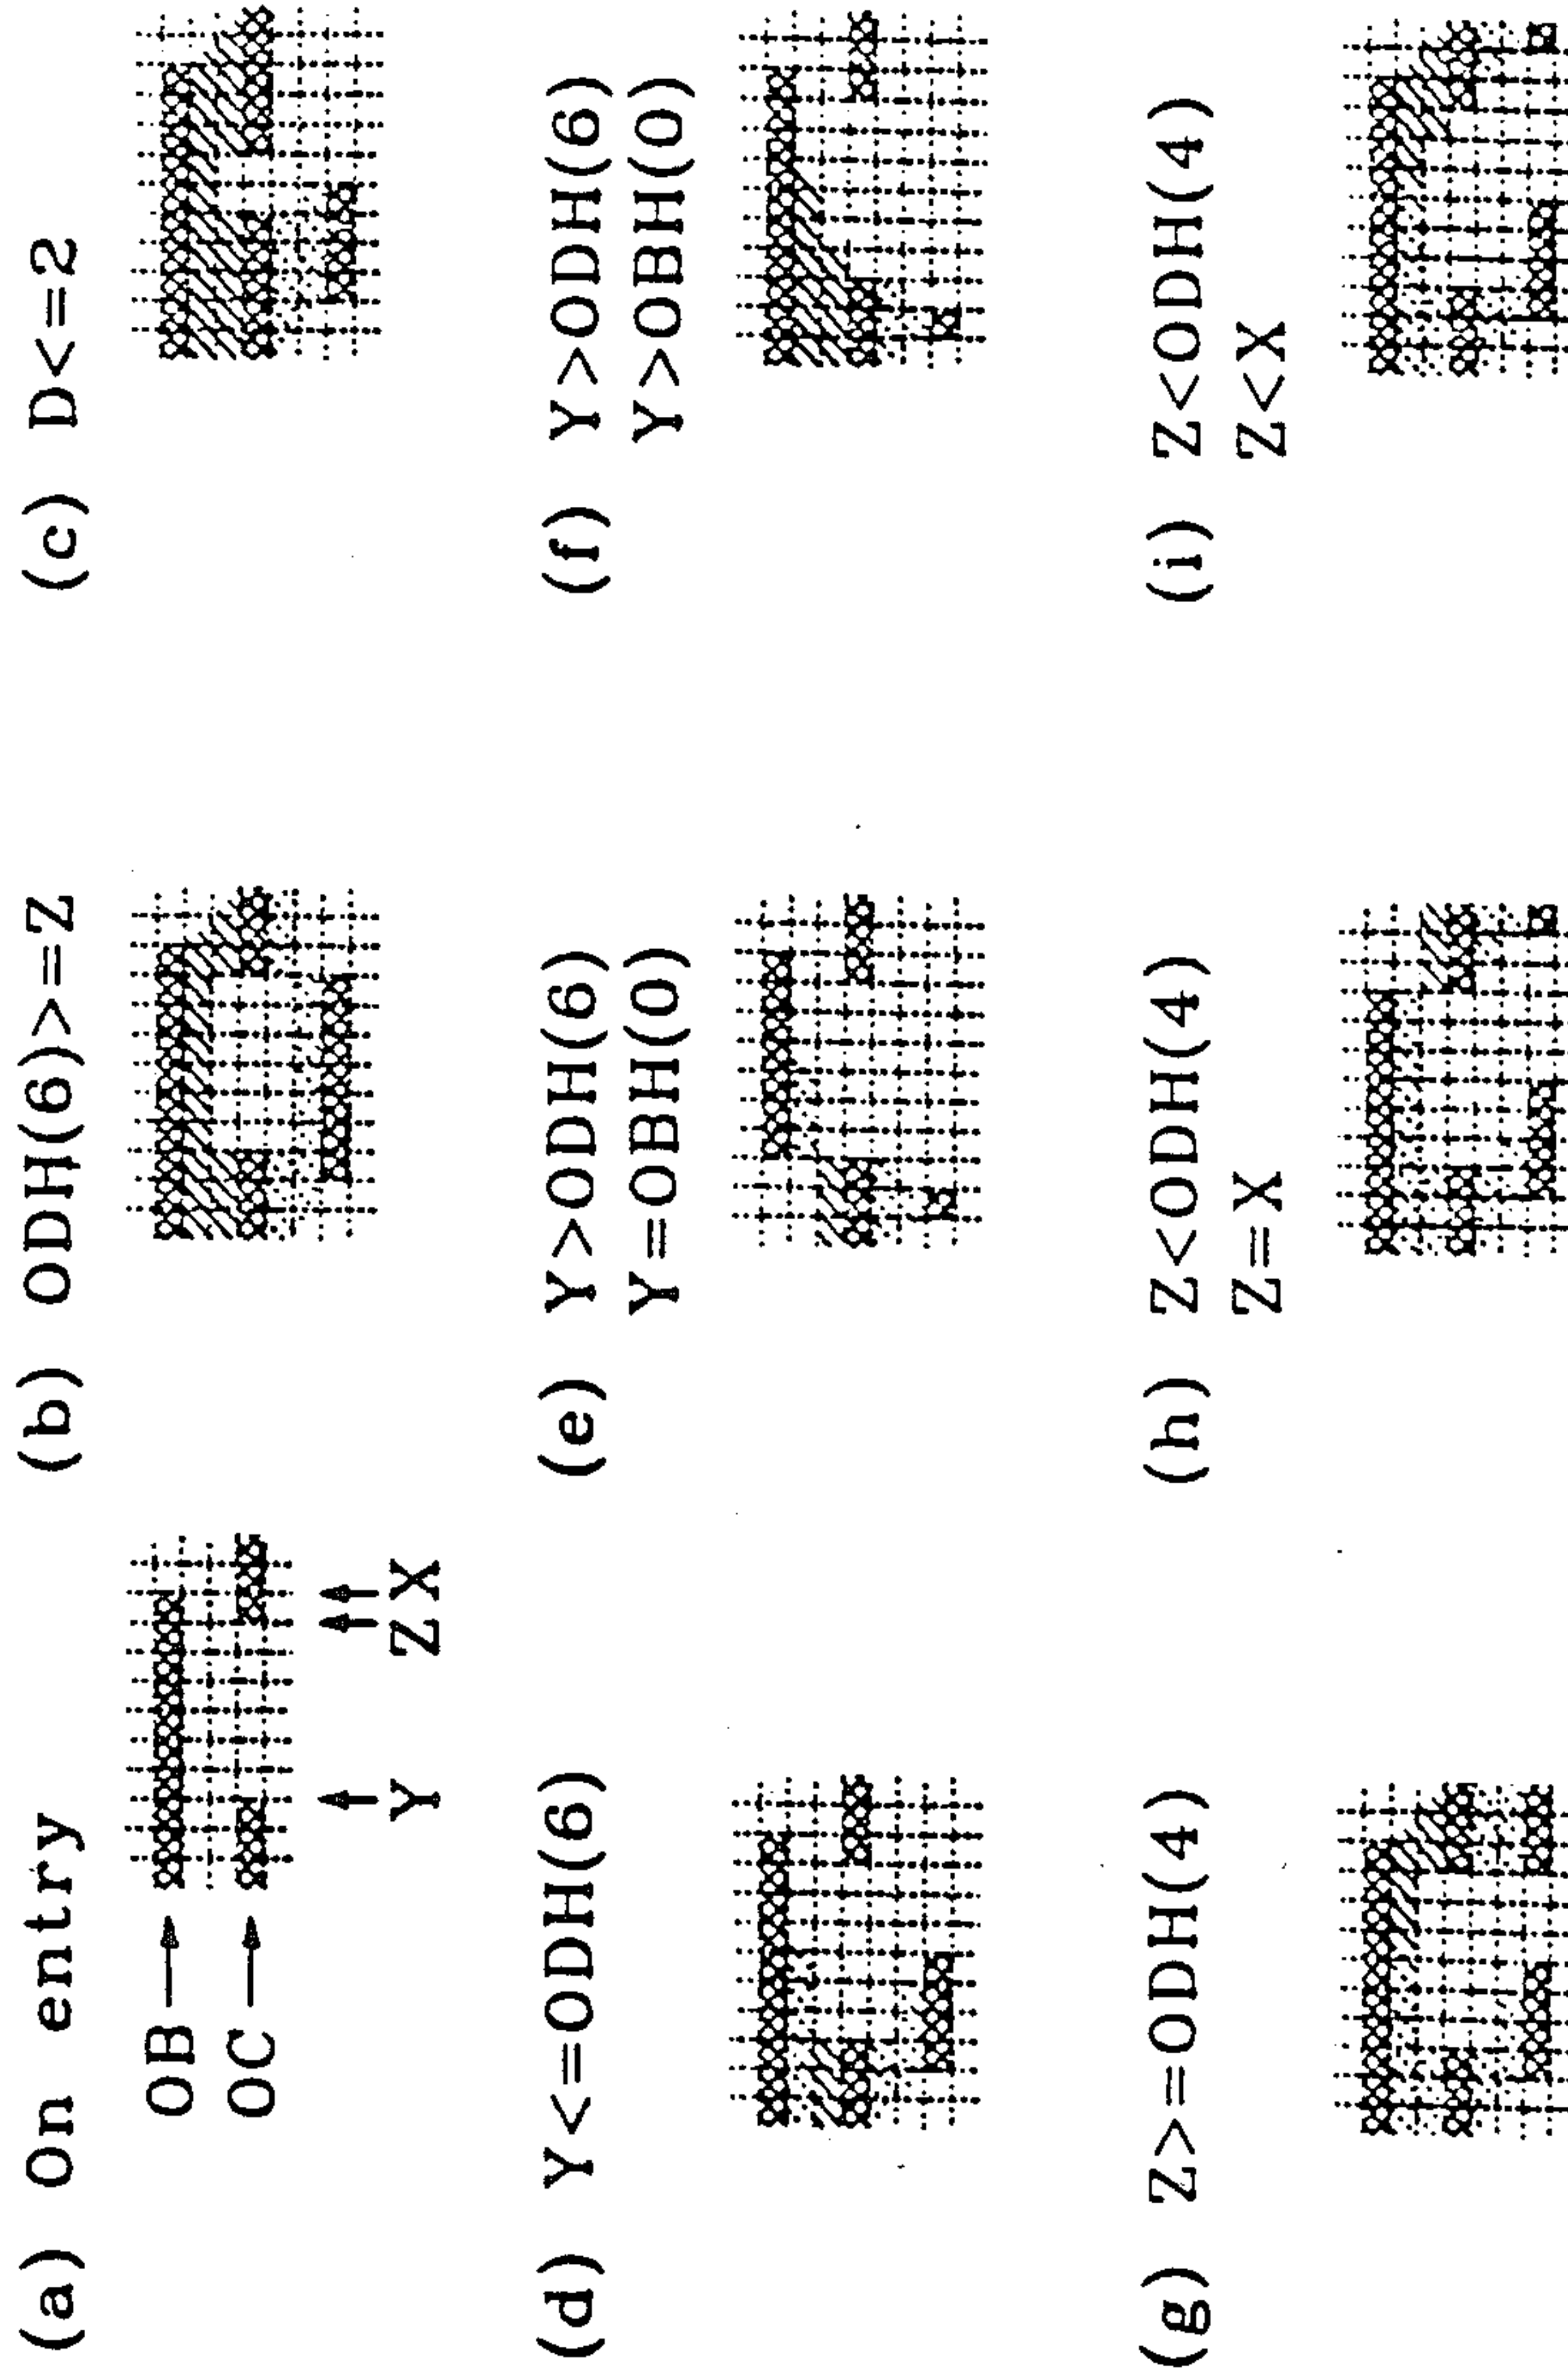 (a) On entry
OB
OC
Y
Z X
(b) ODH(6)>=Z
(c) D<=2
(d) Y<=ODH(6)
(e) Y>ODH(6)
Y=OBH(0)
(f) Y>ODH(6)
Y>OBH(0)
(g) Z>=ODH(4)
(h) Z<ODH(4)
Z=X
(i) Z<ODH(4)
Z<X